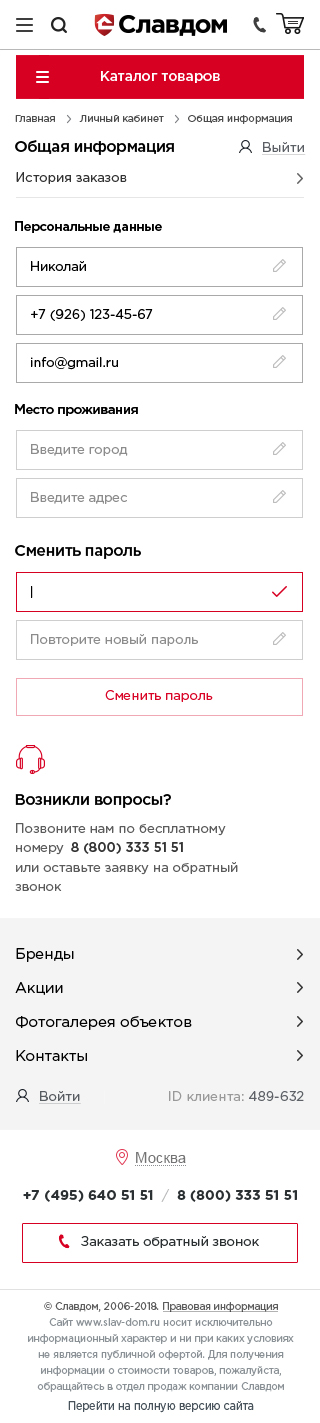 Славдом
Каталог товаров
Главная > Личный кабинет > Общая информация
Общая информация Выйти
История заказов
Персональные данные
Николай
+7 (926) 123-45-67
info@gmail.ru
Место проживания
Введите город
Введите адрес
Сменить пароль
Повторите новый пароль
Сменить пароль
Возникли вопросы?
Позвоните нам по бесплатному
номеру 8 (800) 333 51 51
или оставьте заявку на обратный
звонок
Бренды
Акции
Фотогалерея объектов
Контакты
Войти ID клиента: 489-632
Москва
+7 (495) 640 51 51 / 8 (800) 333 51 51
Заказать обратный звонок
© Славдом, 2006-2018. Правовая информация
Сайт www.slav-dom.ru носит исключительно
информационный характер и ни при каких условиях
не является публичной офертой. Для получения
информации о стоимости товаров, пожалуйста,
обращайтесь в отдел продаж компании Славдом
Перейти на полную версию сайта